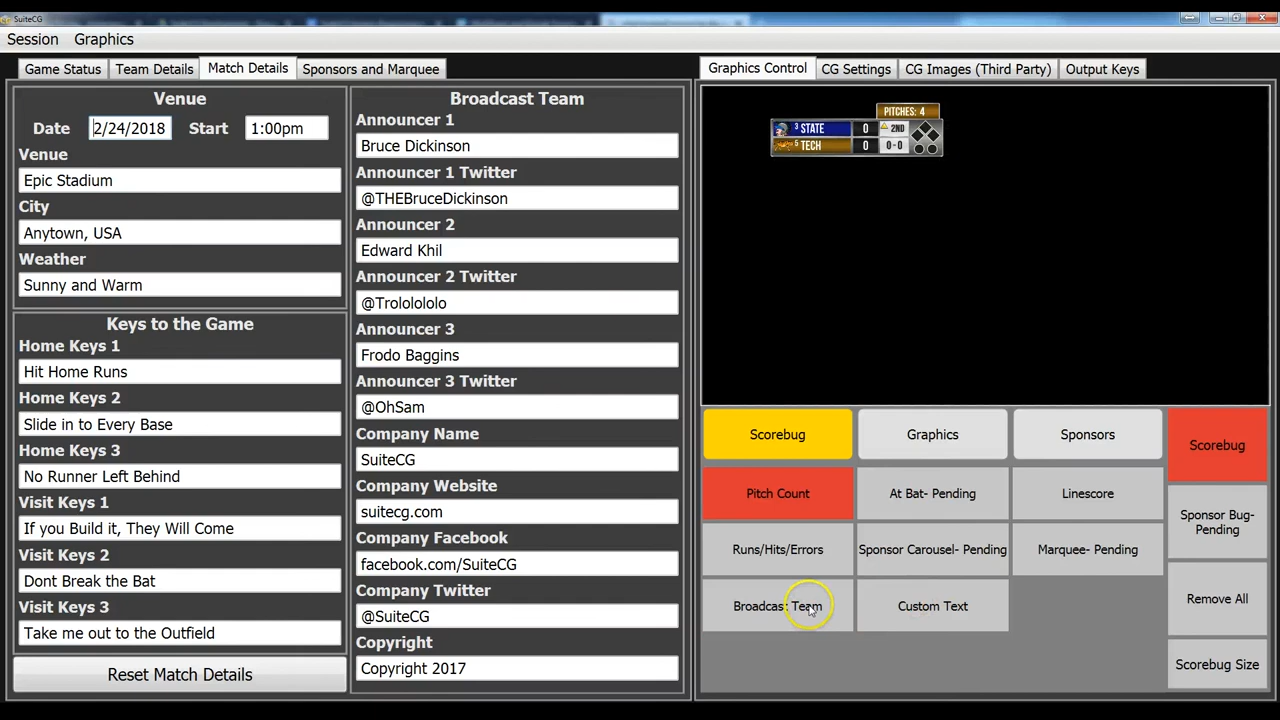 SuiteCG
Session Graphics
Game Status Team Details Match Details Sponsors and Marquee
Venue
Date 2/24/2018 Start 1:00pm
Venue
Epic Stadium
City
Anytown, USA
Weather
Sunny and Warm
Keys to the Game
Home Keys 1
Hit Home Runs
Home Keys 2
Slide in to Every Base
Home Keys 3
No Runner Left Behind
Visit Keys 1
If you Build it, They Will Come
Visit Keys 2
Dont Break the Bat
Visit Keys 3
Take me out to the Outfield
Reset Match Details
Broadcast Team
Announcer 1
Bruce Dickinson
Announcer 1 Twitter
@THEBruceDickinson
Announcer 2
Edward Khil
Announcer 2 Twitter
@Trololololo
Announcer 3
Frodo Baggins
Announcer 3 Twitter
@OhSam
Company Name
SuiteCG
Company Website
suitecg.com
Company Facebook
facebook.com/SuiteCG
Company Twitter
@SuiteCG
Copyright
Copyright 2017
Graphics Control CG Settings CG Images (Third Party) Output Keys
PITCHES: 4
3 STATE 0 2ND
5 TECH 0 0-0
Scorebug Graphics Sponsors Scorebug
Pitch Count At Bat- Pending Linescore
Sponsor Bug-
Pending
Runs/Hits/Errors Sponsor Carousel- Pending Marquee- Pending
Broadcast Team Custom Text Remove All
Scorebug Size